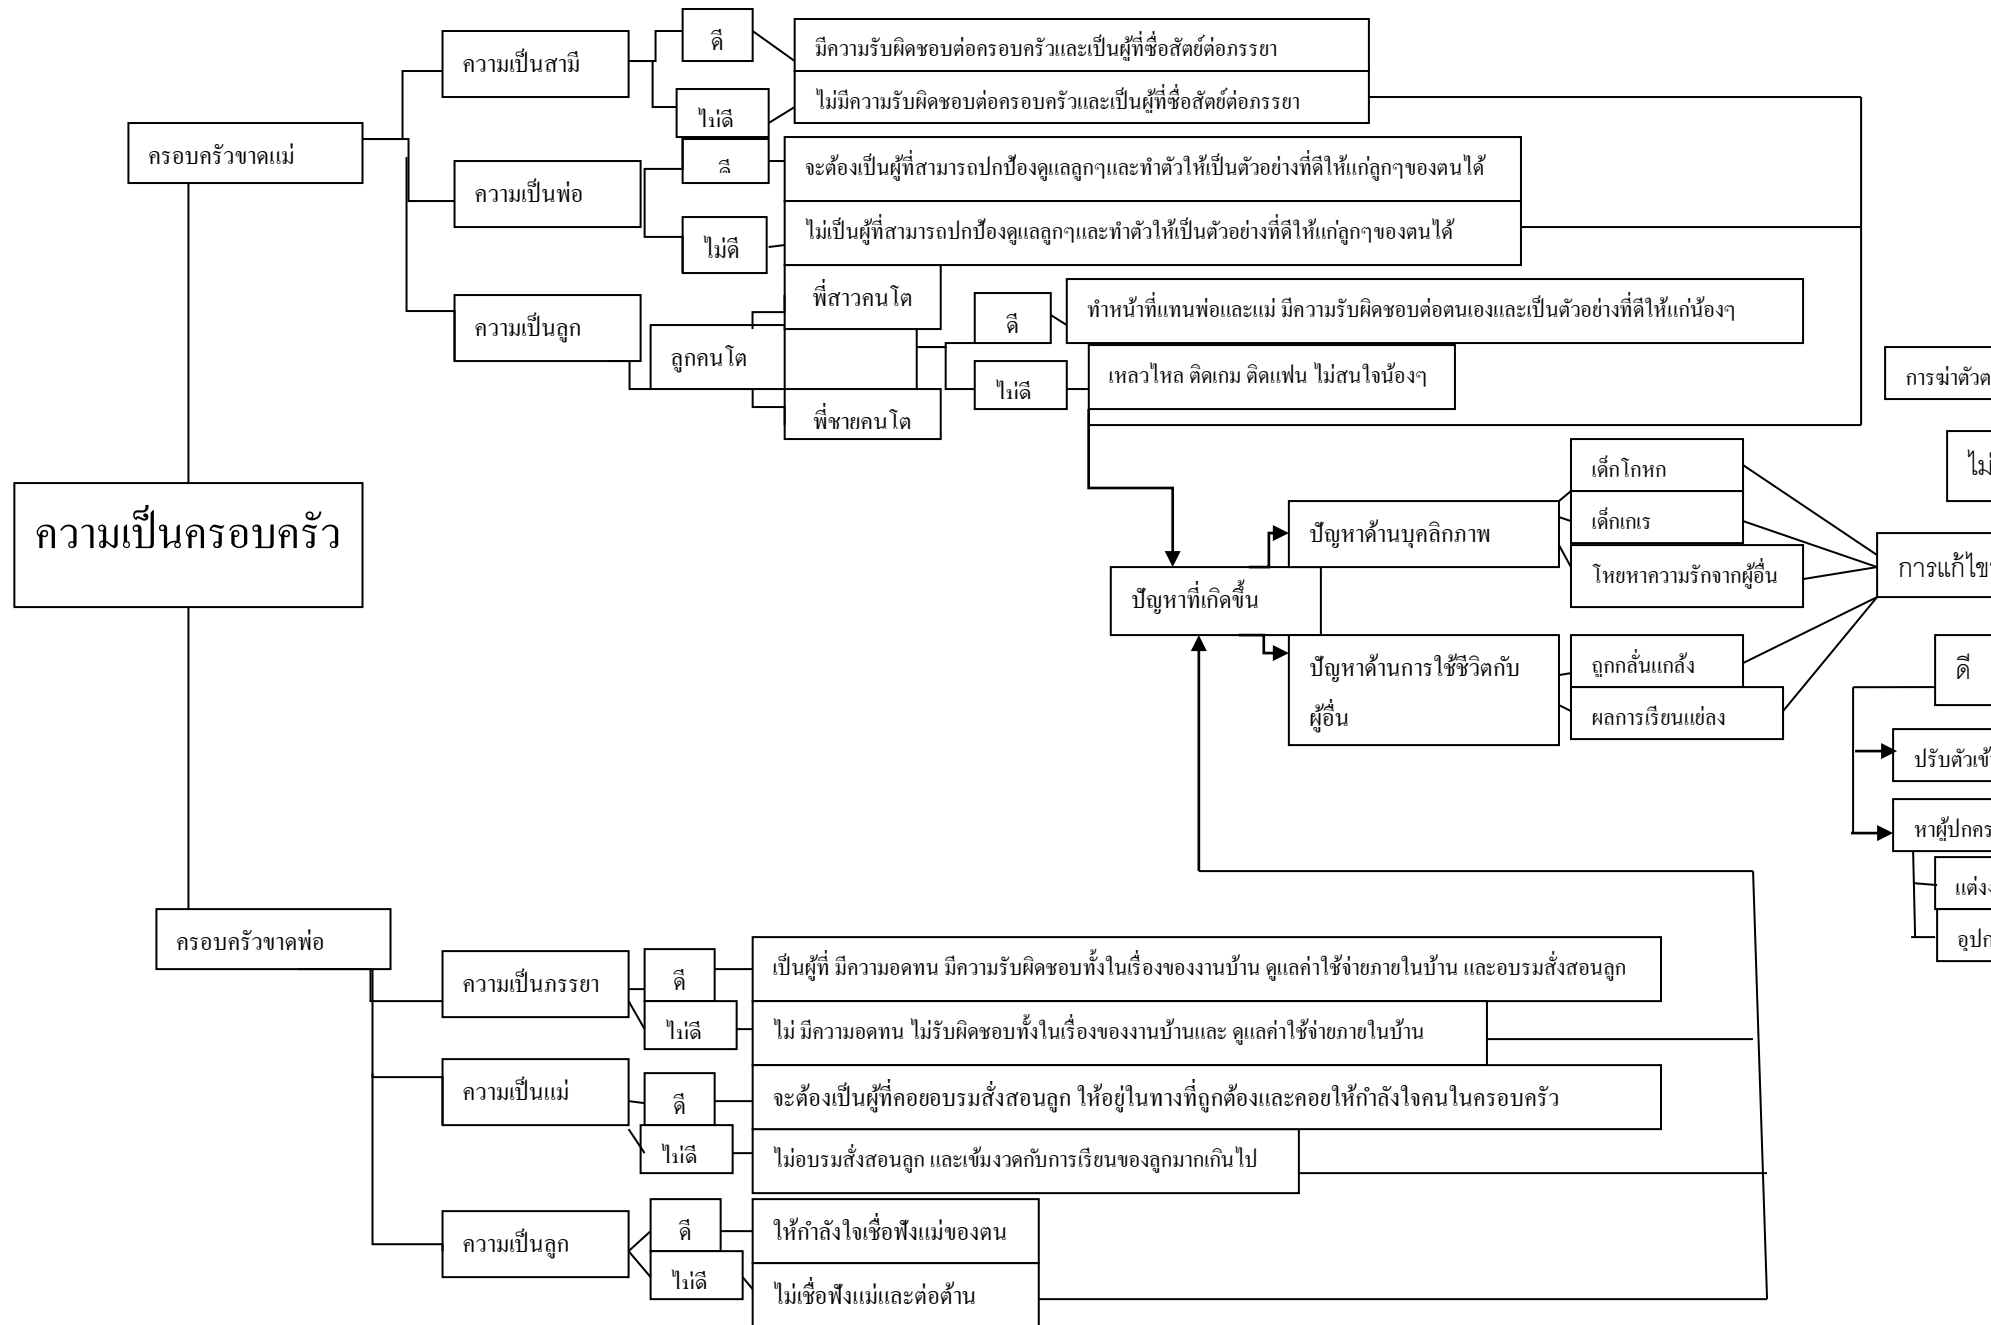 ดี
มีความรับผิดชอบต่อครอบครัวและเป็นผู้ที่ซื่อสัตย์ต่อภรรยา
ความเป็นสามี
ไม่มีความรับผิดชอบต่อครอบครัวและเป็นผู้ที่ซื่อสัตย์ต่อภรรยา
ไม่ดี
ครอบครัวขาดแม่
ดี
จะต้องเป็นผู้ที่สามารถปกป้องดูแลลูกๆและทำตัวให้เป็นตัวอย่างที่ดีให้แก่ลูกๆของตนได้
ความเป็นพ่อ
ไม่ดี
ไม่เป็นผู้ที่สามารถปกป้องดูแลลูกๆและทำตัวให้เป็นตัวอย่างที่ดีให้แก่ลูกๆของตนได้
พี่สาวคนโต
ความเป็นลูก
ลูกคนโต
ดี
ทำหน้าที่แทนพ่อและแม่ มีความรับผิดชอบต่อตนเองและเป็นตัวอย่างที่ดีให้แก่น้องๆ
ไม่ดี
เหลวไหล ติดเกม ติดแฟน ไม่สนใจน้องๆ
พี่ชายคนโต
การฆ่าตัวต
ไม่
ความเป็นครอบครัว
เด็กโกหก
เด็กเกเร
ปัญหาด้านบุคลิกภาพ
โหยหาความรักจากผู้อื่น
การแก้ไข
ปัญหาที่เกิดขึ้น
ปัญหาด้านการใช้ชีวิตกับ
ผู้อื่น
ถูกกลั่นแกล้ง
ผลการเรียนแย่ลง
ดี
ปรับตัวเข้
หาผู้ปกคร
แต่งง
อุปก
ครอบครัวขาดพ่อ
ความเป็นภรรยา
ดี
เป็นผู้ที่ มีความอดทน มีความรับผิดชอบทั้งในเรื่องของงานบ้าน ดูแลค่าใช้จ่ายภายในบ้าน และอบรมสั่งสอนลูก
ไม่ดี
ไม่ มีความอดทน ไม่รับผิดชอบทั้งในเรื่องของงานบ้านและ ดูแลค่าใช้จ่ายภายในบ้าน
ความเป็นแม่
ดี
จะต้องเป็นผู้ที่คอยอบรมสั่งสอนลูก ให้อยู่ในทางที่ถูกต้องและคอยให้กำลังใจคนในครอบครัว
ไม่ดี
ไม่อบรมสั่งสอนลูก และเข้มงวดกับการเรียนของลูกมากเกินไป
ความเป็นลูก
ดี
ให้กำลังใจเชื่อฟังแม่ของตน
ไม่ดี
ไม่เชื่อฟังแม่และต่อต้าน